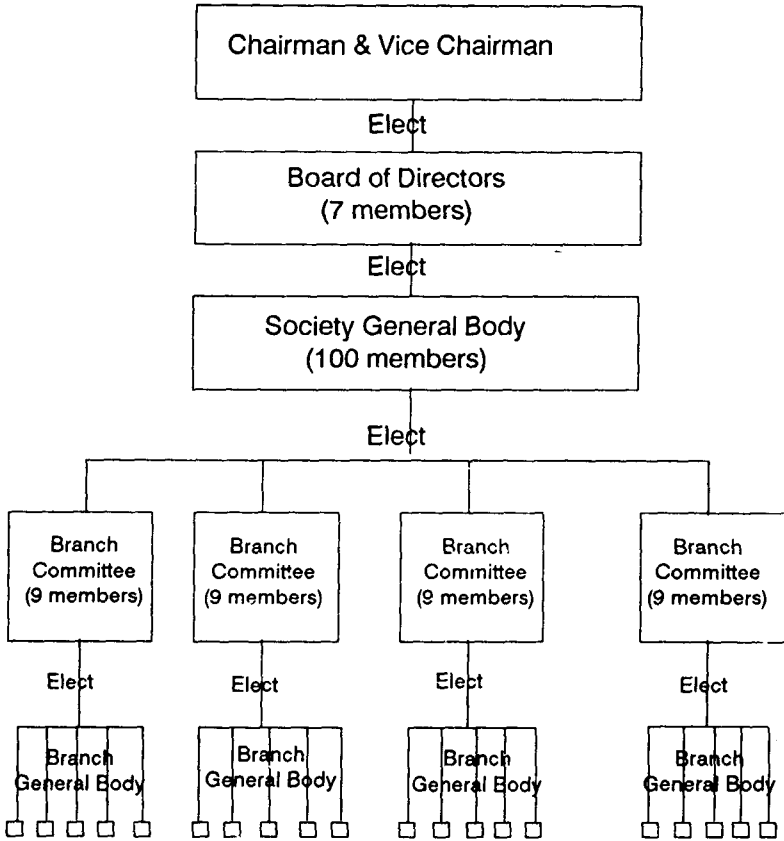 Chairman & Vice Chairman
Elect
Board of Directors
(7 members)
Elect
Society General Body
(100 members)
Elect
Branch
Committee
(9 members)
Branch
Committee
(9 members)
Branch
Committee
(9 members)
Branch
Committee
(9 members)
Elect
Elect
Elect
Elect
Branch
General Body
Branch
General Body
Branch
General Body
Branch
General Body